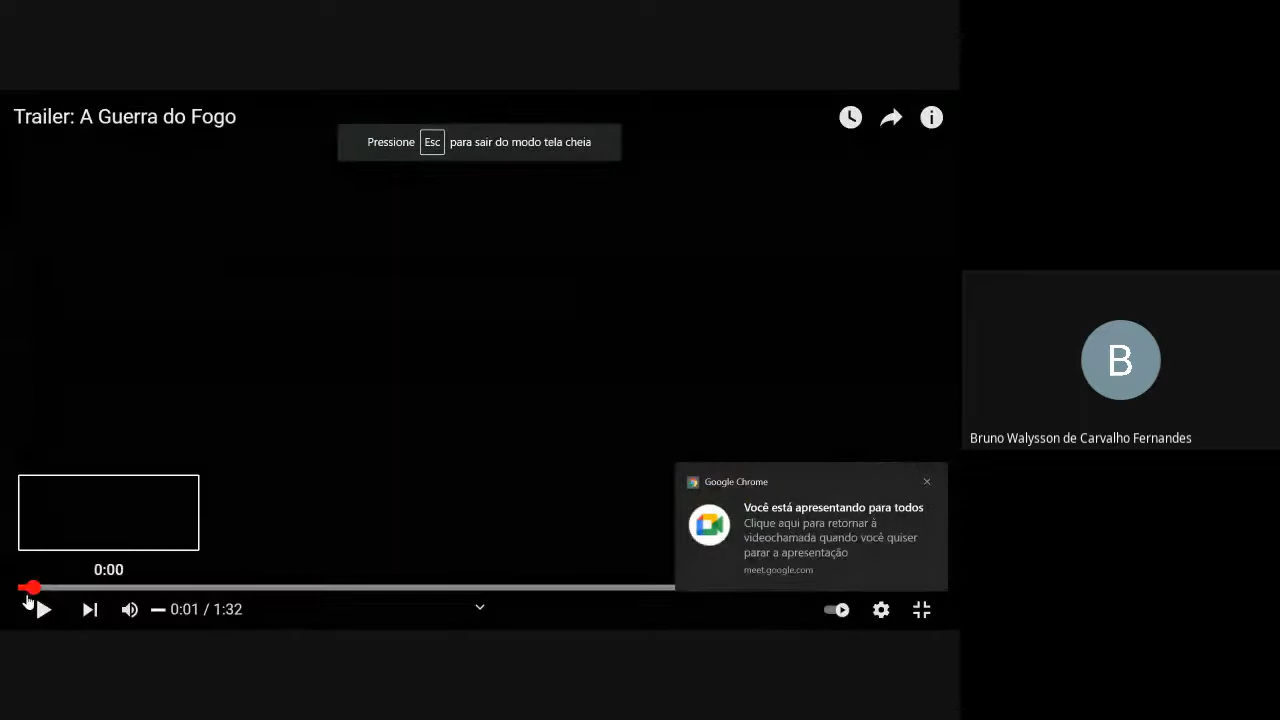 Trailer: A Guerra do Fogo
Pressione Esc para sair do modo tela cheia
B
Bruno Walysson de Carvalho Fernandes
Google Chrome
Você está apresentando para todos
Clique aqui para retornar à
videochamada quando você quiser
parar a apresentação
meet.google.com
0:00
0:01 / 1:32